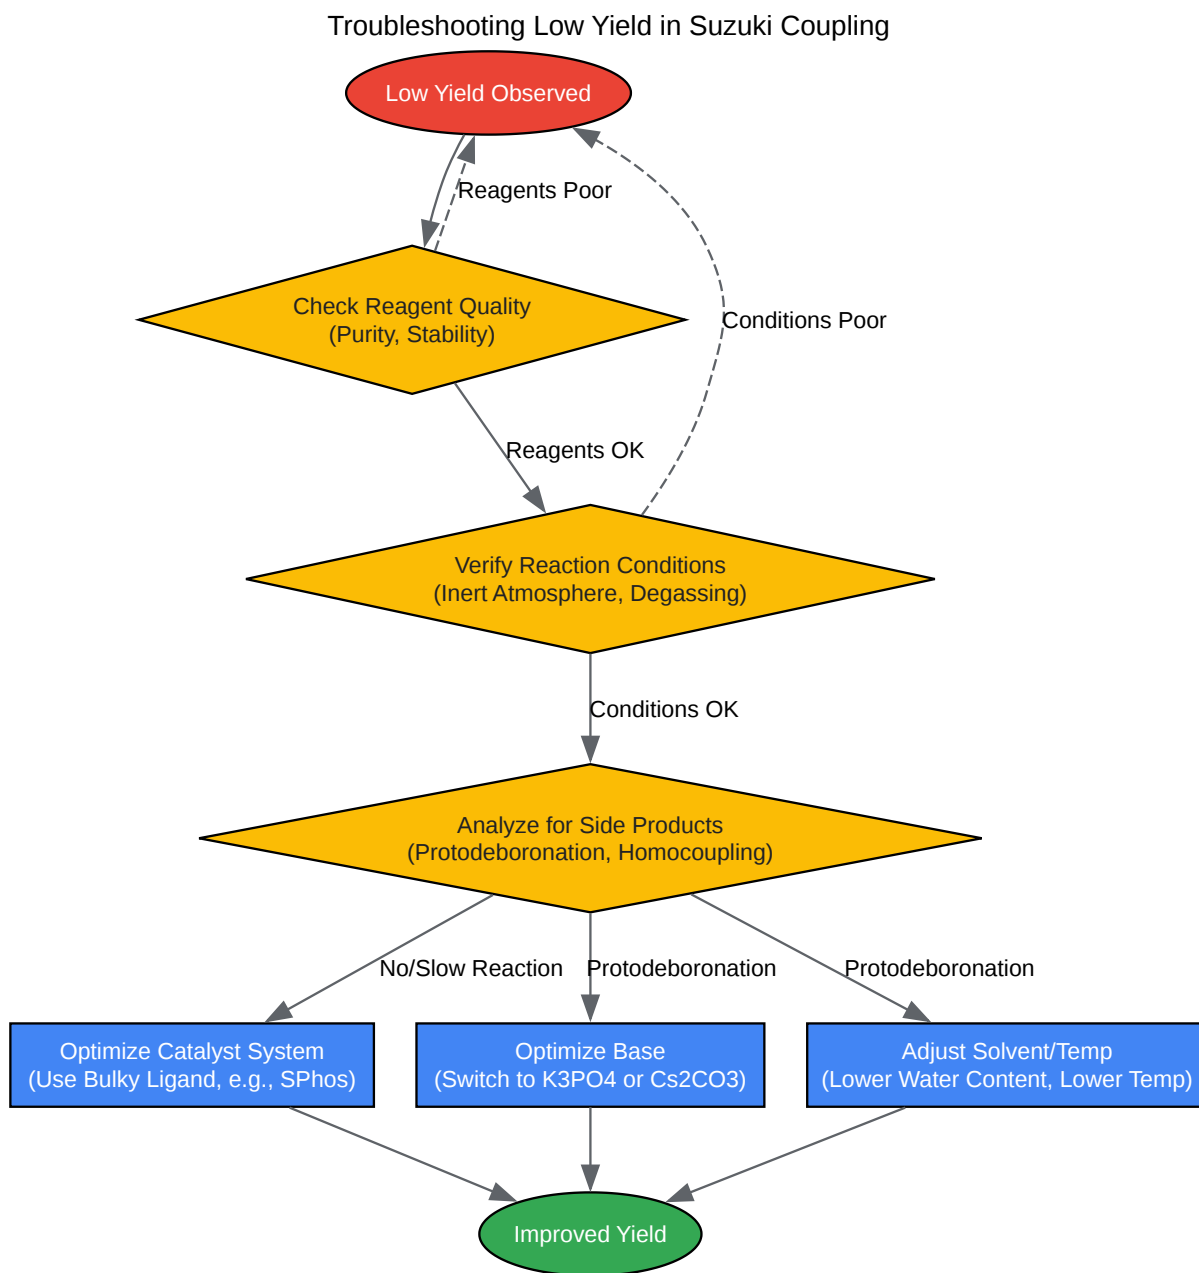 Troubleshooting Low Yield in Suzuki Coupling
Low Yield Observed
Reagents Poor
Check Reagent Quality
(Purity, Stability)
Conditions Poor
Reagents OK
Verify Reaction Conditions
(Inert Atmosphere, Degassing)
Conditions OK
Analyze for Side Products
(Protodeboronation, Homocoupling)
No/Slow Reaction
Protodeboronation
Protodeboronation
Optimize Catalyst System
(Use Bulky Ligand, e.g., SPhos)
Optimize Base
(Switch to K3PO4 or Cs2CO3)
Adjust Solvent/Temp
(Lower Water Content, Lower Temp)
Improved Yield